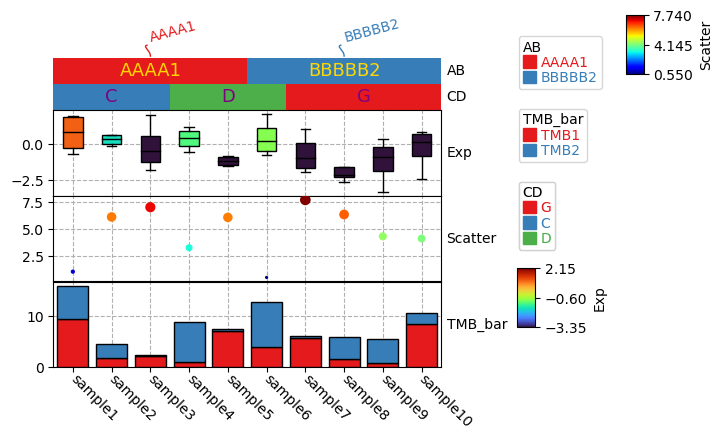 AAAA1
BBBBB2
AAAA1 BBBBB2 AB
C D G CD
0.0
−2.5
Exp
7.5
5.0
2.5
Scatter
10
0
TMB_bar
sample1 sample2 sample3 sample4 sample5 sample6 sample7 sample8 sample9 sample10
AB
AAAA1
BBBBB2
TMB_bar
TMB1
TMB2
CD
G
C
D
2.15
−0.60
−3.35
Exp
7.740
4.145
0.550
Scatter